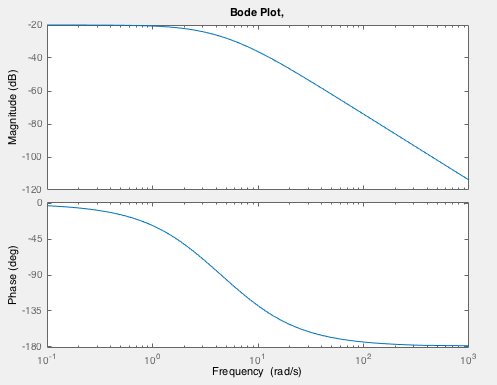 Bode Plot,
Magnitude (dB)
-20
-40
-60
-80
-100
-120
Phase (deg)
0
-45
-90
-135
-180
10-1 100 101 102 103
Frequency (rad/s)